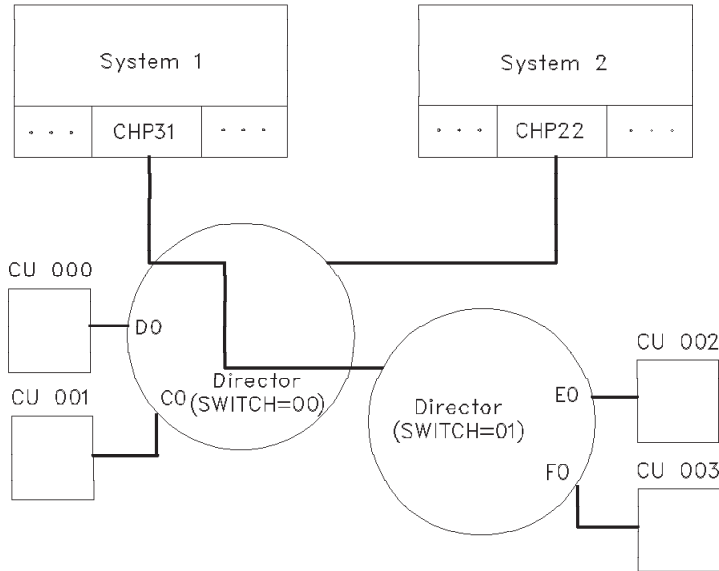 System 1
System 2
. . . CHP31 . . .
. . . CHP22 . . .
CU 000
D0
CU 001
C0
Director
(SWITCH=00)
CU 002
E0
Director
(SWITCH=01)
F0
CU 003